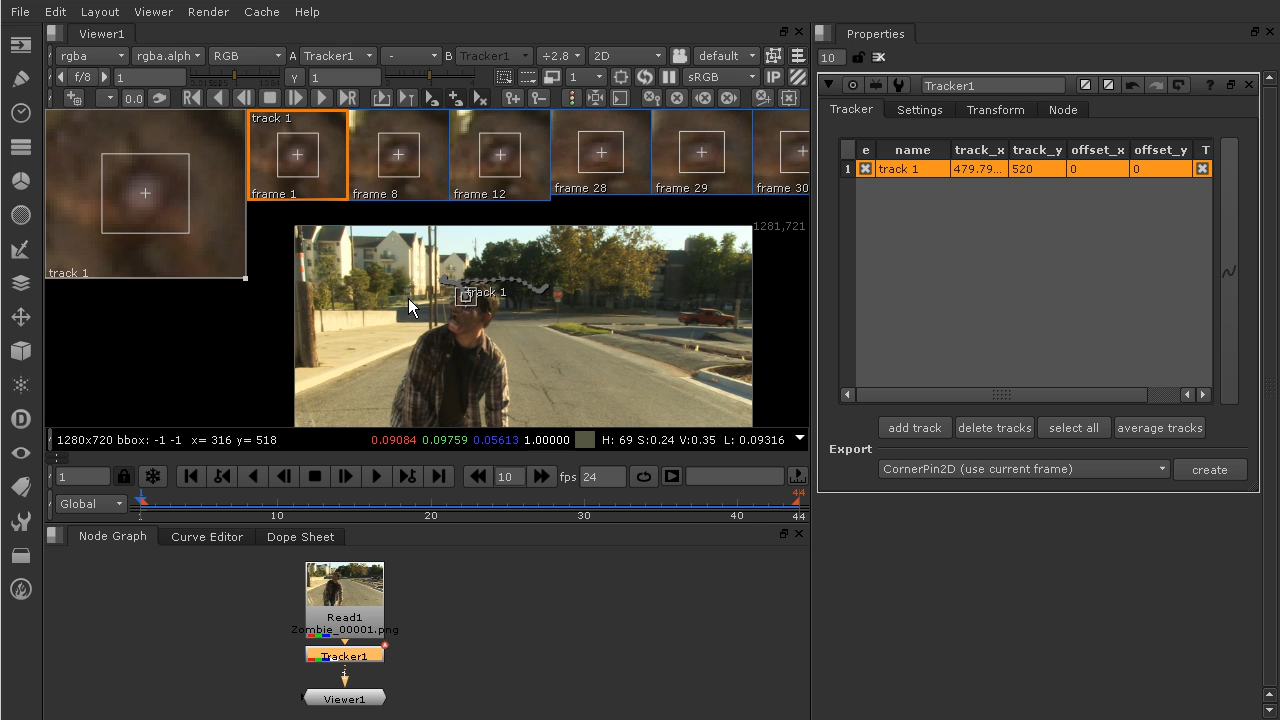 File Edit Layout Viewer Render Cache Help
Viewer1
Properties
rgba rgba.alph RGB A Tracker1 - B Tracker1 ÷2.8 2D default
10
f/8 1 y 1 1 sRGB IP
0.0
Tracker1
Tracker Settings Transform Node
e name track_x track_y offset_x offset_y T
1 track 1 479.79... 520 0 0
track 1
frame 1 frame 8 frame 12 frame 28 frame 29 frame 30
track 1
1281,721
track 1
add track delete tracks select all average tracks
Export
CornerPin2D (use current frame) create
1280x720 bbox: -1 -1 x= 316 y= 518 0.09084 0.09759 0.05613 1.00000 H: 69 S:0.24 V:0.35 L: 0.09316
1 10 fps 24
Global 1 10 20 30 40 44
44
Node Graph Curve Editor Dope Sheet
Read1
Zombie_00001.png
Tracker1
1
Viewer1